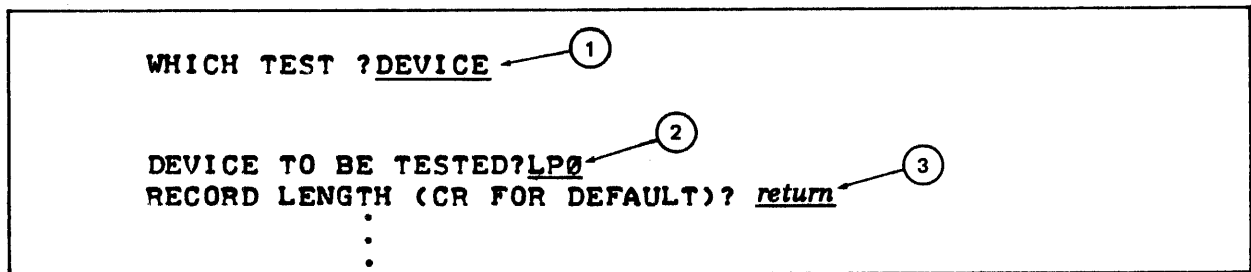 WHICH TEST ?DEVICE 1
2
DEVICE TO BE TESTED?LPØ
3
RECORD LENGTH (CR FOR DEFAULT)? return